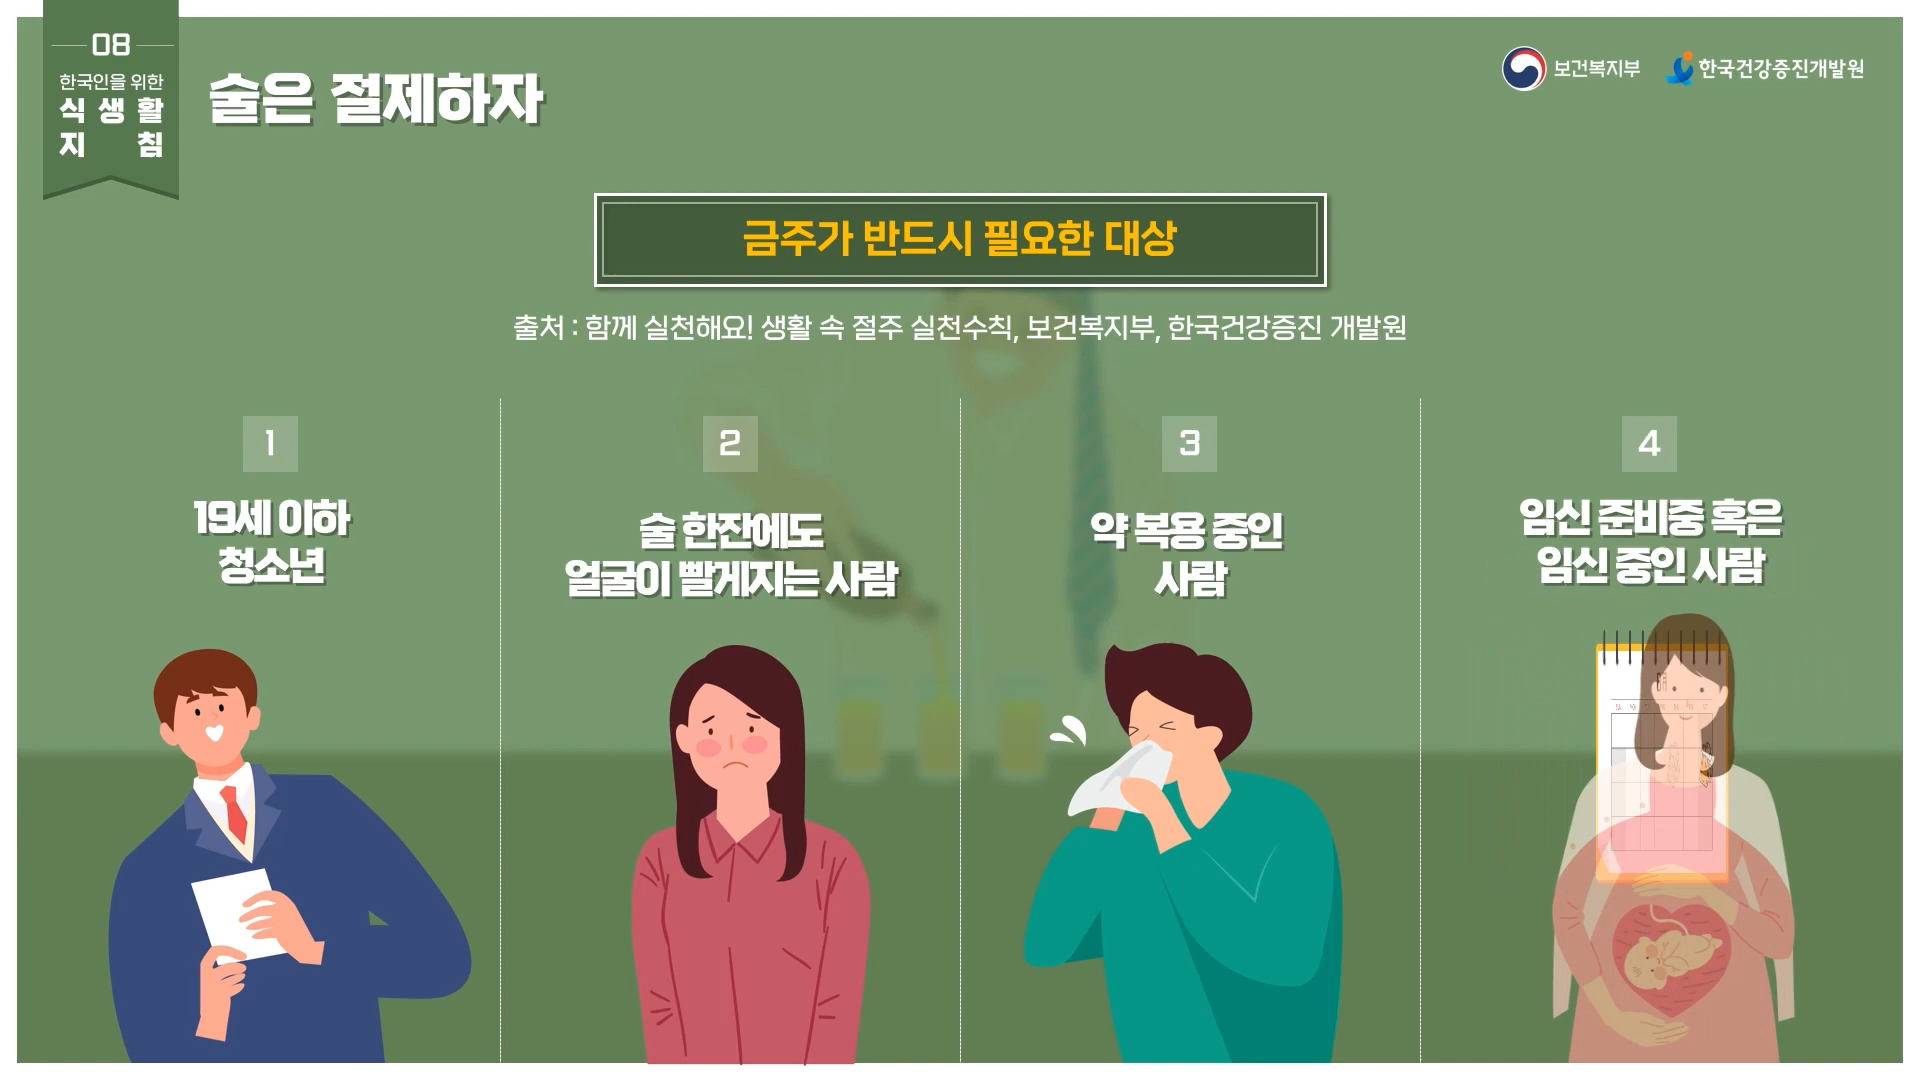 08
한국인을 위한
식 생 활
지 침
술은 절제하자
보건복지부
한국건강증진개발원
금주가 반드시 필요한 대상
출처 : 함께 실천해요! 생활 속 절주 실천수칙, 보건복지부, 한국건강증진 개발원
1
19세 이하
청소년
2
술 한잔에도
얼굴이 빨게지는 사람
3
약 복용 중인
사람
4
임신 준비중 혹은
임신 중인 사람